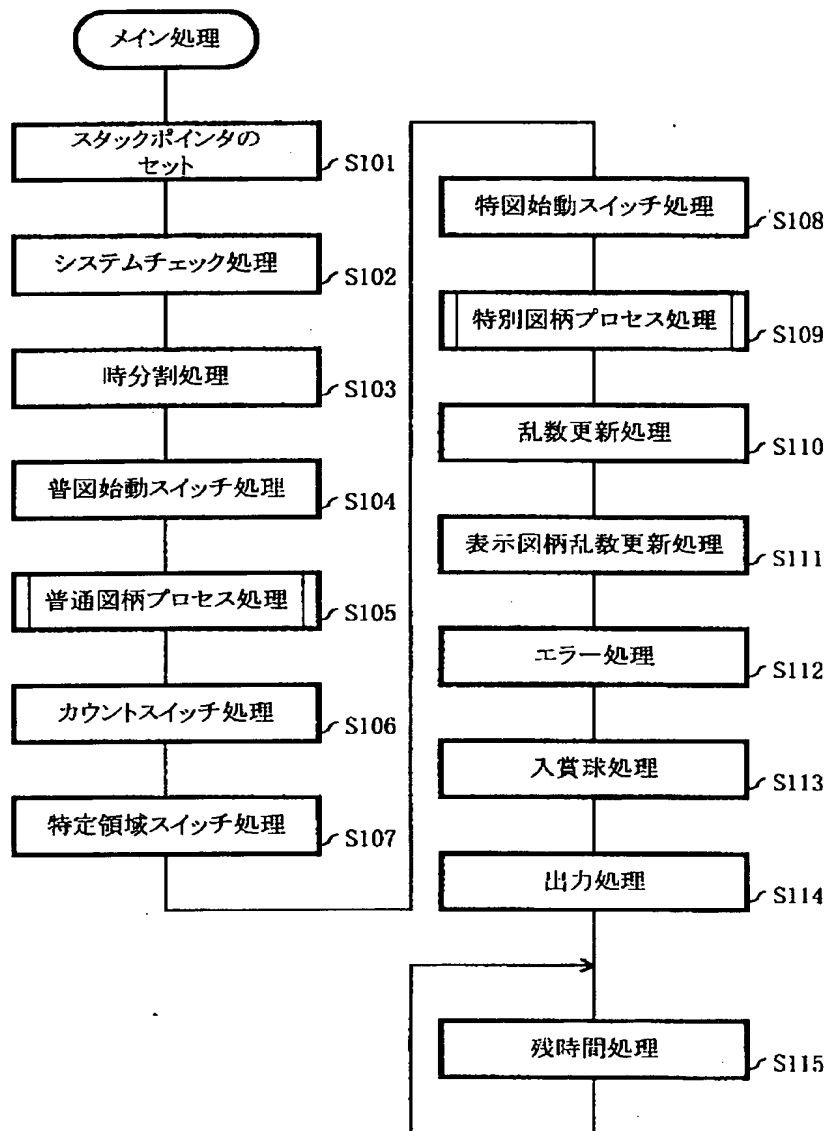 メイン処理
スタックポインタの
セット
S101
システムチェック処理
S102
時分割処理
S103
普図始動スイッチ処理
S104
普通図柄プロセス処理
S105
カウントスイッチ処理
S106
特定領域スイッチ処理
S107
特図始動スイッチ処理
S108
特別図柄プロセス処理
S109
乱数更新処理
S110
表示図柄乱数更新処理
S111
エラー処理
S112
入賞球処理
S113
出力処理
S114
残時間処理
S115